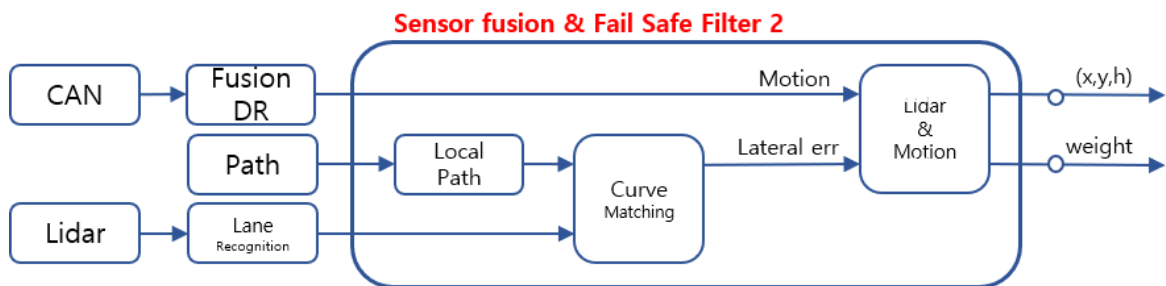 Sensor fusion & Fail Safe Filter 2
CAN
Fusion
DR
Motion
Lidar
&
Motion
(x,y,h)
Path
Local
Path
Lateral err
weight
Curve
Matching
Lidar
Lane
Recognition